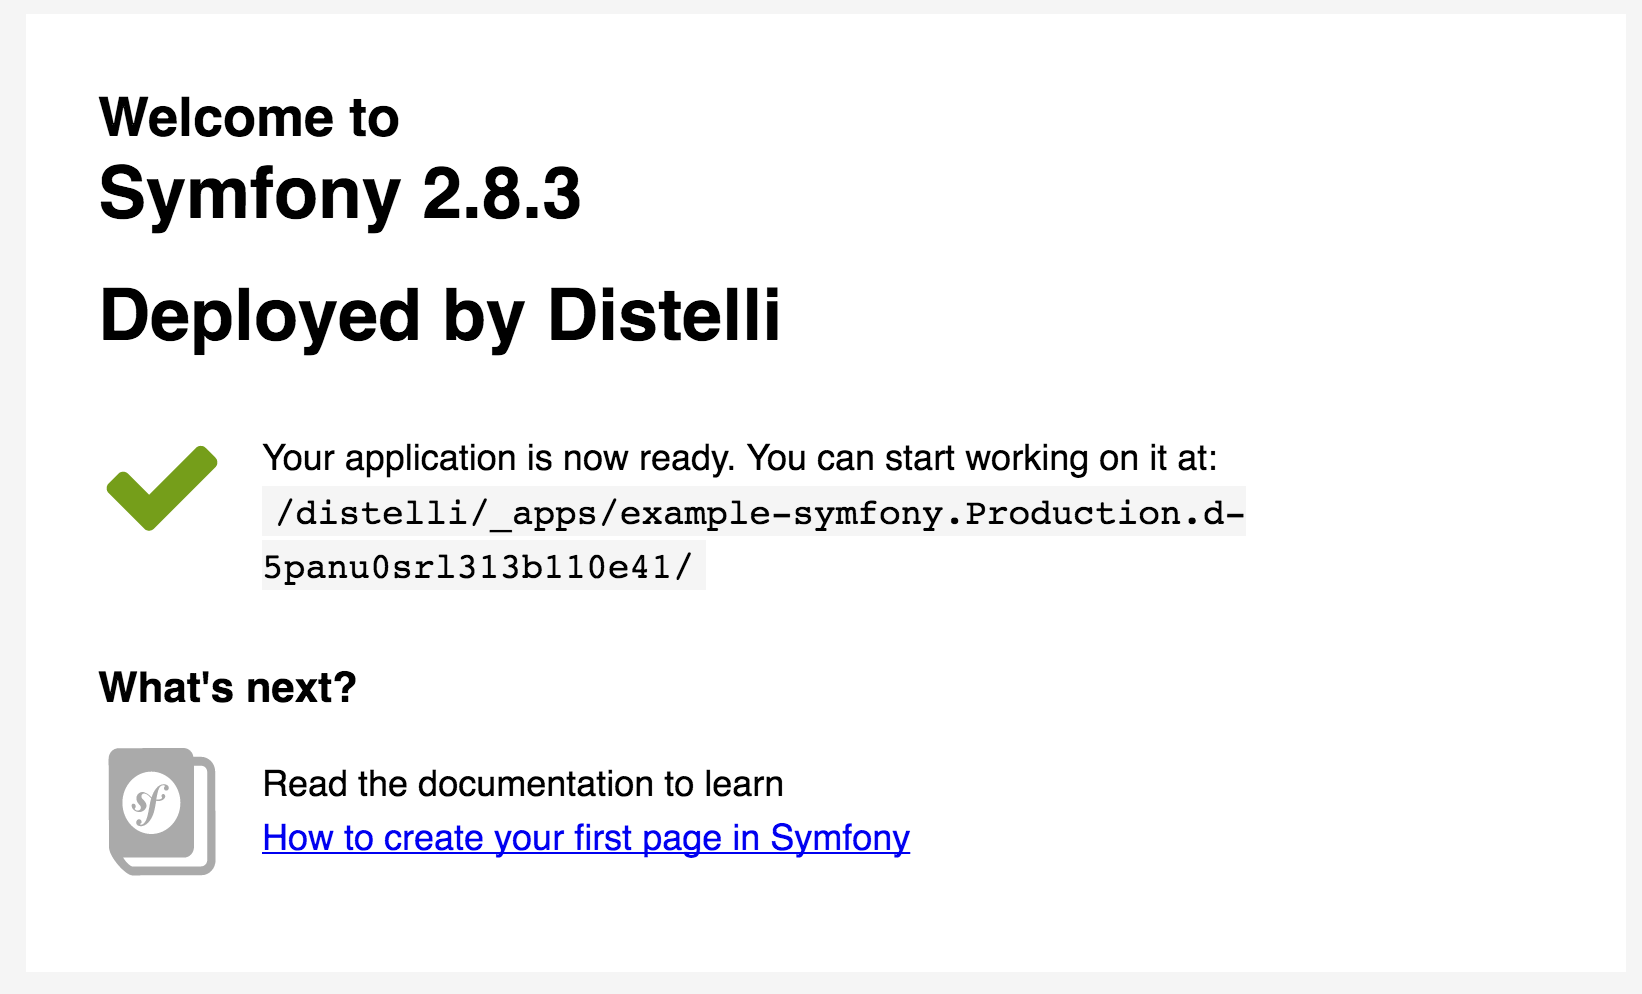 Welcome to
Symfony 2.8.3
Deployed by Distelli
Your application is now ready. You can start working on it at:
/distelli/_apps/example-symfony.Production.d-
5panu0srl313b110e41/
What's next?
sf
Read the documentation to learn
How to create your first page in Symfony